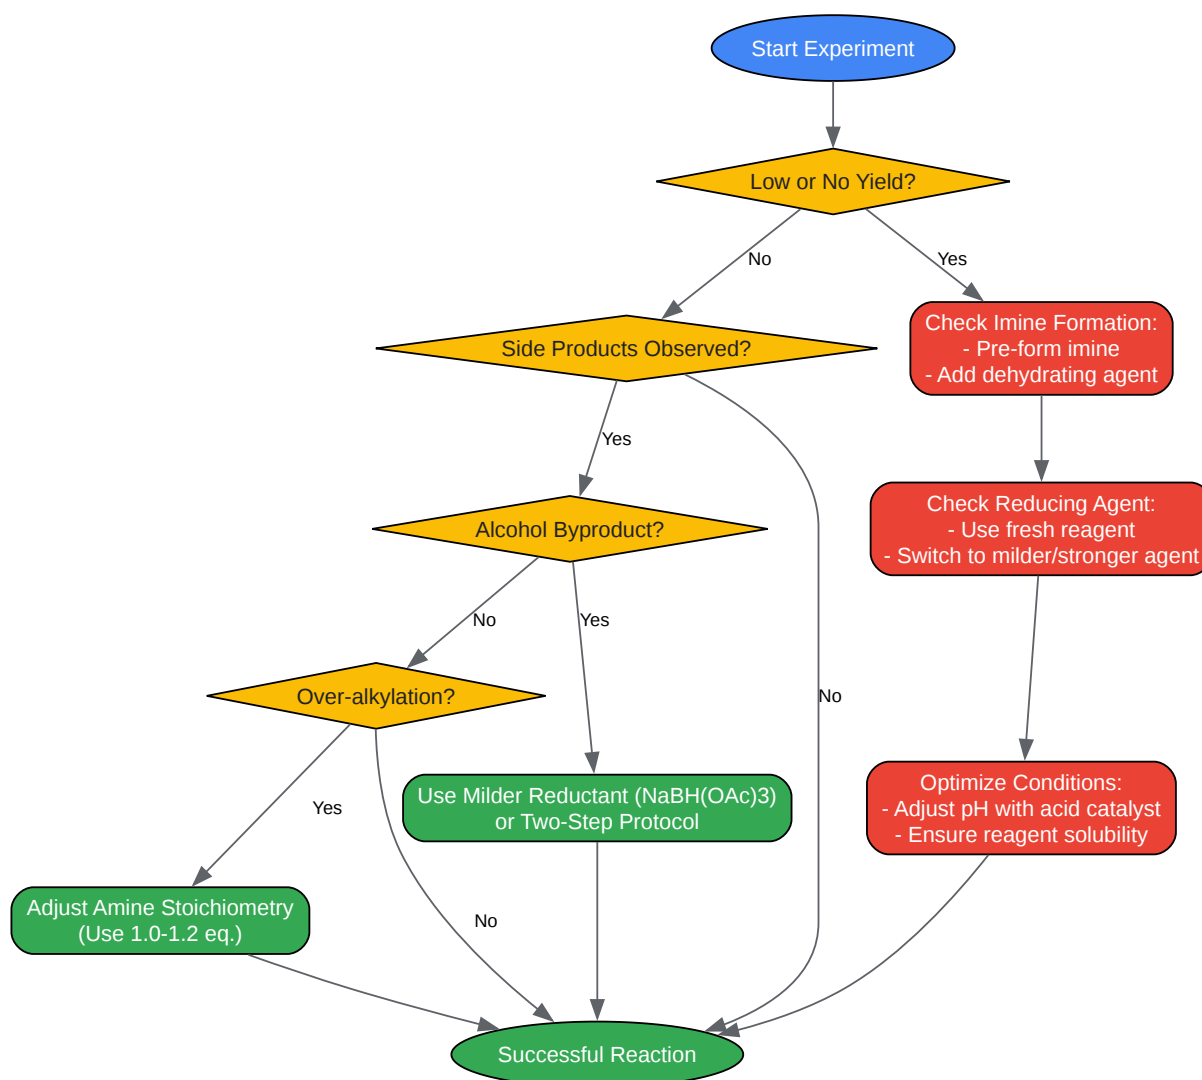 Start Experiment
Low or No Yield?
No
Yes
Side Products Observed?
Check Imine Formation:
- Pre-form imine
- Add dehydrating agent
Yes
Alcohol Byproduct?
Check Reducing Agent:
- Use fresh reagent
- Switch to milder/stronger agent
No
Yes
No
Over-alkylation?
Use Milder Reductant (NaBH(OAc)3)
or Two-Step Protocol
Optimize Conditions:
- Adjust pH with acid catalyst
- Ensure reagent solubility
Yes
Adjust Amine Stoichiometry
(Use 1.0-1.2 eq.)
No
Successful Reaction